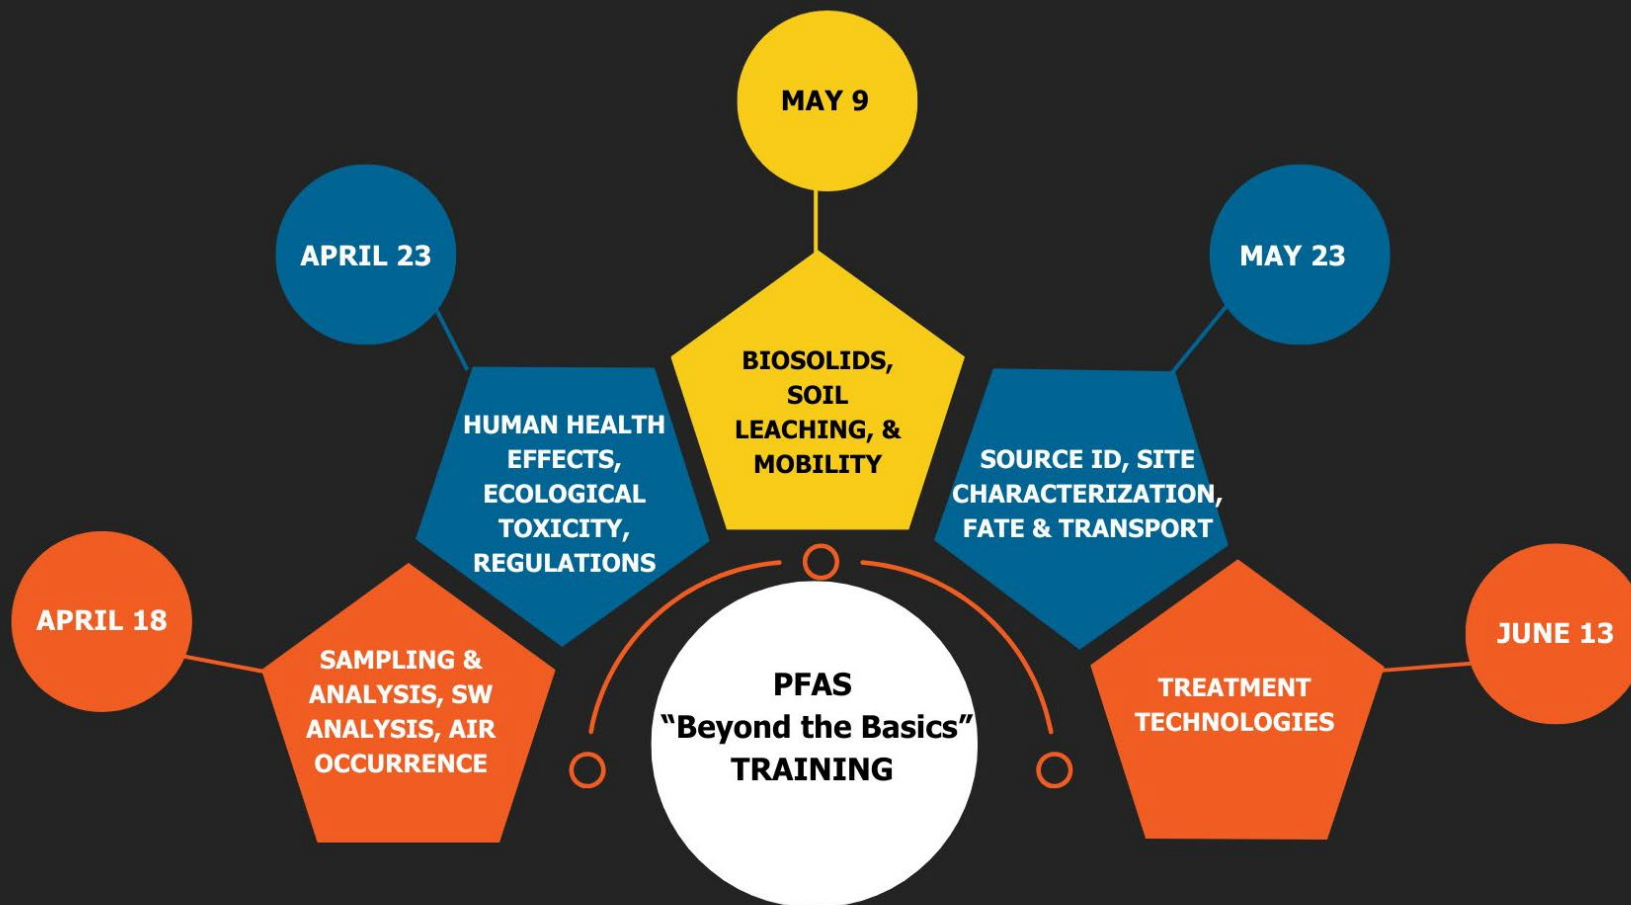 MAY 9
APRIL 23
MAY 23
BIOSOLIDS,
SOIL
LEACHING, &
MOBILITY
HUMAN HEALTH
EFFECTS,
ECOLOGICAL
TOXICITY,
REGULATIONS
SOURCE ID, SITE
CHARACTERIZATION,
FATE & TRANSPORT
APRIL 18
JUNE 13
SAMPLING &
ANALYSIS, SW
ANALYSIS, AIR
OCCURRENCE
PFAS
“Beyond the Basics”
TRAINING
TREATMENT
TECHNOLOGIES